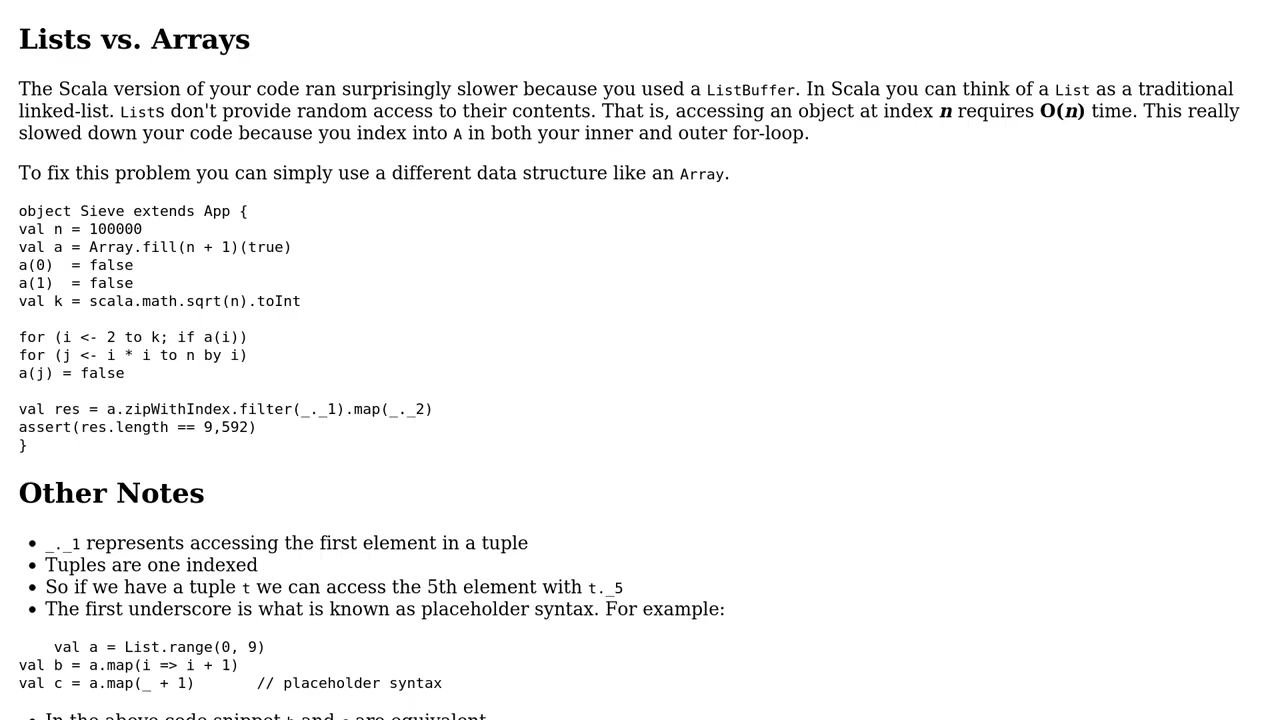 Lists vs. Arrays
The Scala version of your code ran surprisingly slower because you used a ListBuffer. In Scala you can think of a List as a traditional
linked-list. Lists don't provide random access to their contents. That is, accessing an object at index n requires O(n) time. This really
slowed down your code because you index into A in both your inner and outer for-loop.
To fix this problem you can simply use a different data structure like an Array.
object Sieve extends App {
val n = 100000
val a = Array.fill(n + 1)(true)
a(0)  = false
a(1)  = false
val k = scala.math.sqrt(n).toInt
for (i <- 2 to k; if a(i))
for (j <- i * i to n by i)
a(j) = false
val res = a.zipWithIndex.filter(_._1).map(_._2)
assert(res.length == 9,592)
}
Other Notes
• _._1 represents accessing the first element in a tuple
• Tuples are one indexed
• So if we have a tuple t we can access the 5th element with t._5
• The first underscore is what is known as placeholder syntax. For example:
    val a = List.range(0, 9)
val b = a.map(i => i + 1)
val c = a.map(_ + 1)       // placeholder syntax
• In the above code snippet b and c are equivalent